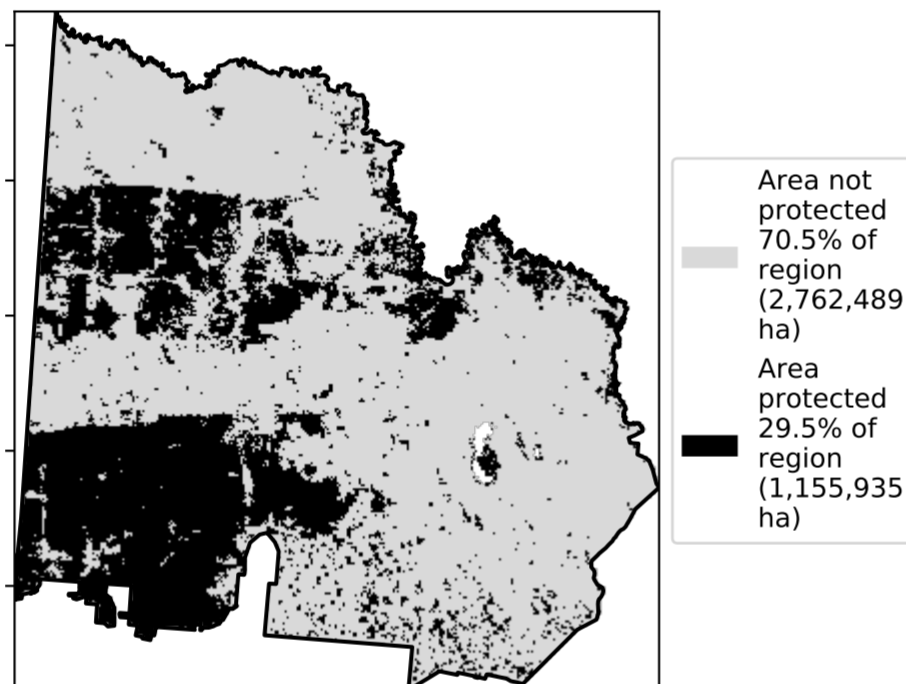 Area not
protected
70.5% of
region
(2,762,489
ha)
Area
protected
29.5% of
region
(1,155,935
ha)